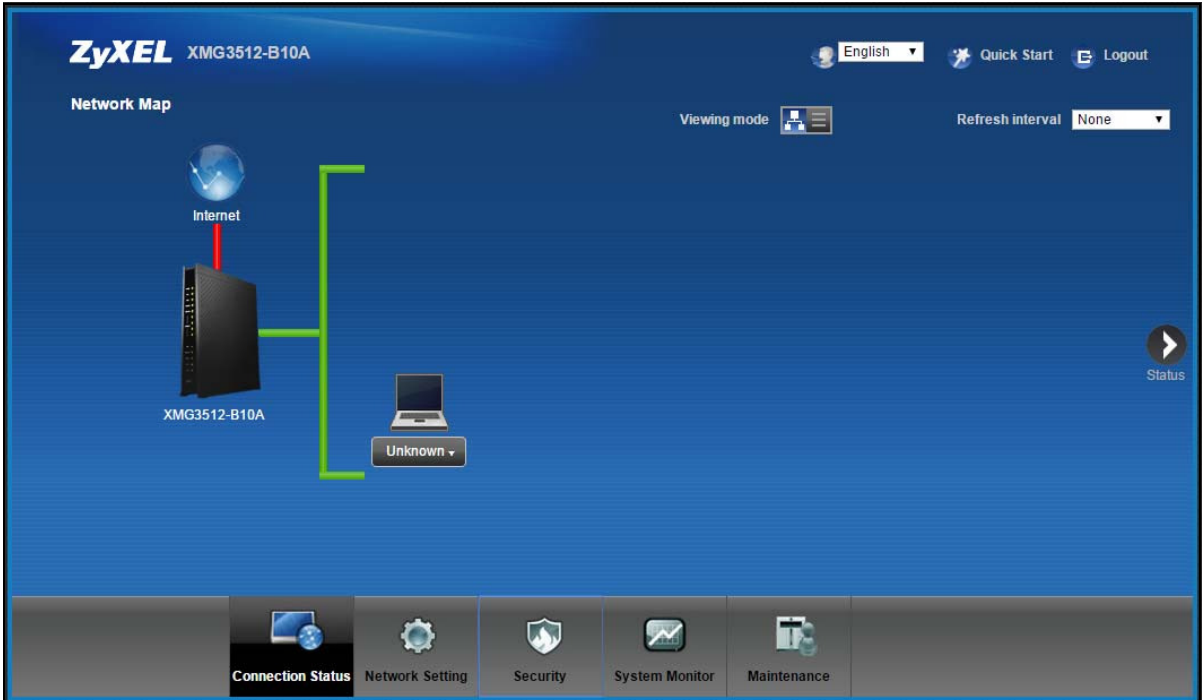 ZyXEL XMG3512-B10A
English
Quick Start
Logout
Network Map
Viewing mode
Refresh interval None
Internet
Status
XMG3512-B10A
Unknown
Connection Status
Network Setting
Security
System Monitor
Maintenance